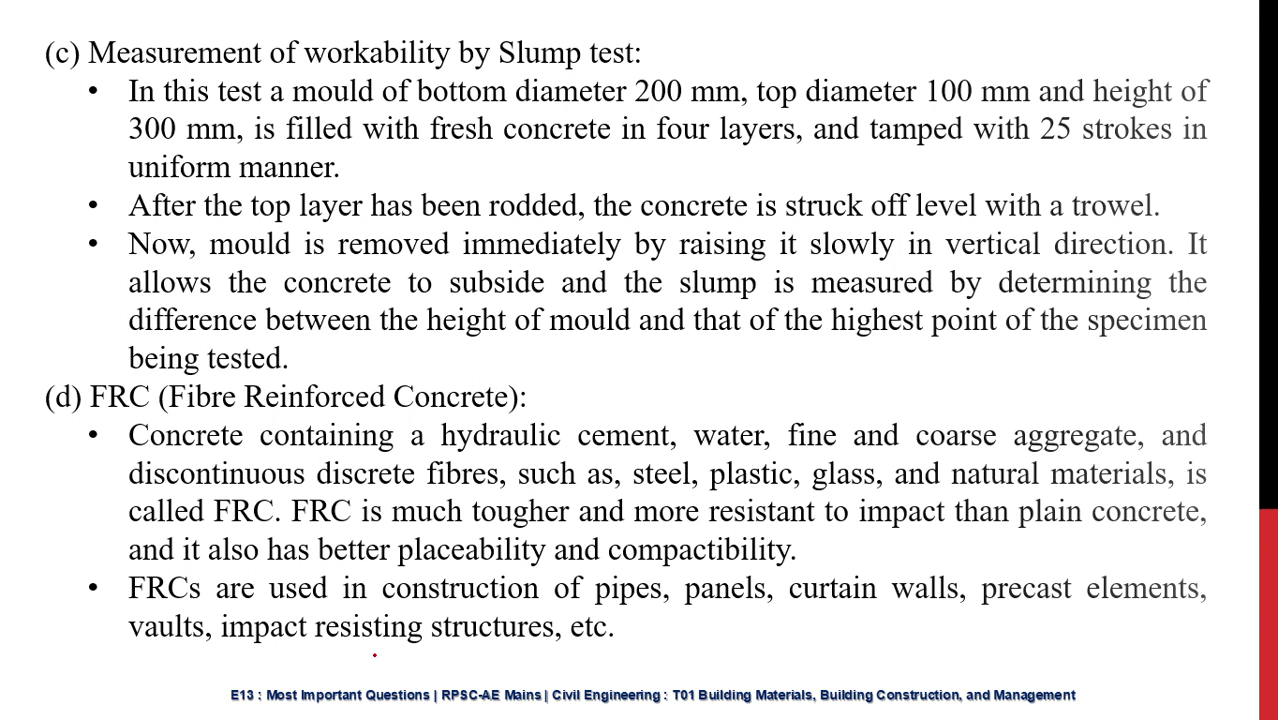 (c) Measurement of workability by Slump test:
• In this test a mould of bottom diameter 200 mm, top diameter 100 mm and height of
300 mm, is filled with fresh concrete in four layers, and tamped with 25 strokes in
uniform manner.
• After the top layer has been rodded, the concrete is struck off level with a trowel.
• Now, mould is removed immediately by raising it slowly in vertical direction. It
allows the concrete to subside and the slump is measured by determining the
difference between the height of mould and that of the highest point of the specimen
being tested.
(d) FRC (Fibre Reinforced Concrete):
• Concrete containing a hydraulic cement, water, fine and coarse aggregate, and
discontinuous discrete fibres, such as, steel, plastic, glass, and natural materials, is
called FRC. FRC is much tougher and more resistant to impact than plain concrete,
and it also has better placeability and compactibility.
• FRCs are used in construction of pipes, panels, curtain walls, precast elements,
vaults, impact resisting structures, etc.
E13 : Most Important Questions | RPSC-AE Mains | Civil Engineering : T01 Building Materials, Building Construction, and Management